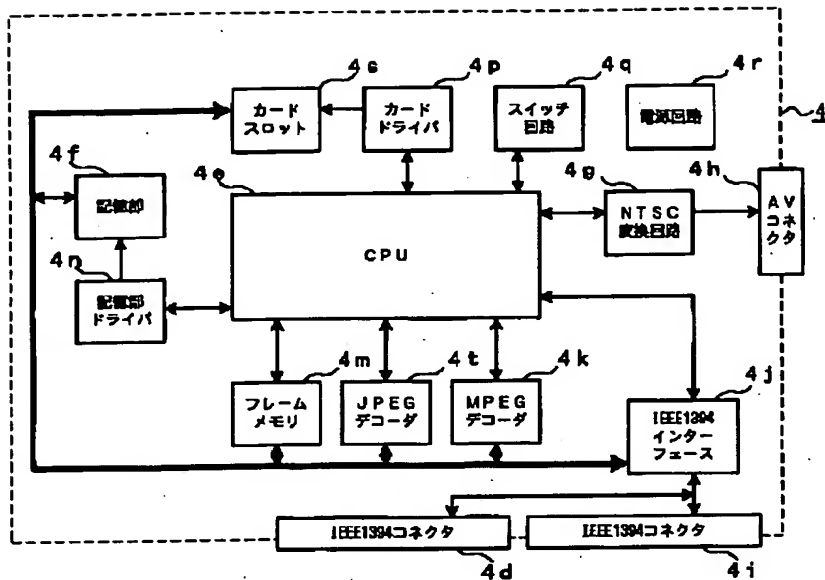 4s
カード
スロット
4p
カード
ドライバ
4q
スイッチ
回路
4r
電源回路
4
4f
記憶部
4e
CPU
4g
NTSC
変換回路
4h
AV
コネクタ
4n
記憶部
ドライバ
4m
フレーム
メモリ
4t
JPEG
デコーダ
4k
MPEG
デコーダ
4j
IEEE1394
インター
フェース
IEEE1394コネクタ
4d
IEEE1394コネクタ
4i